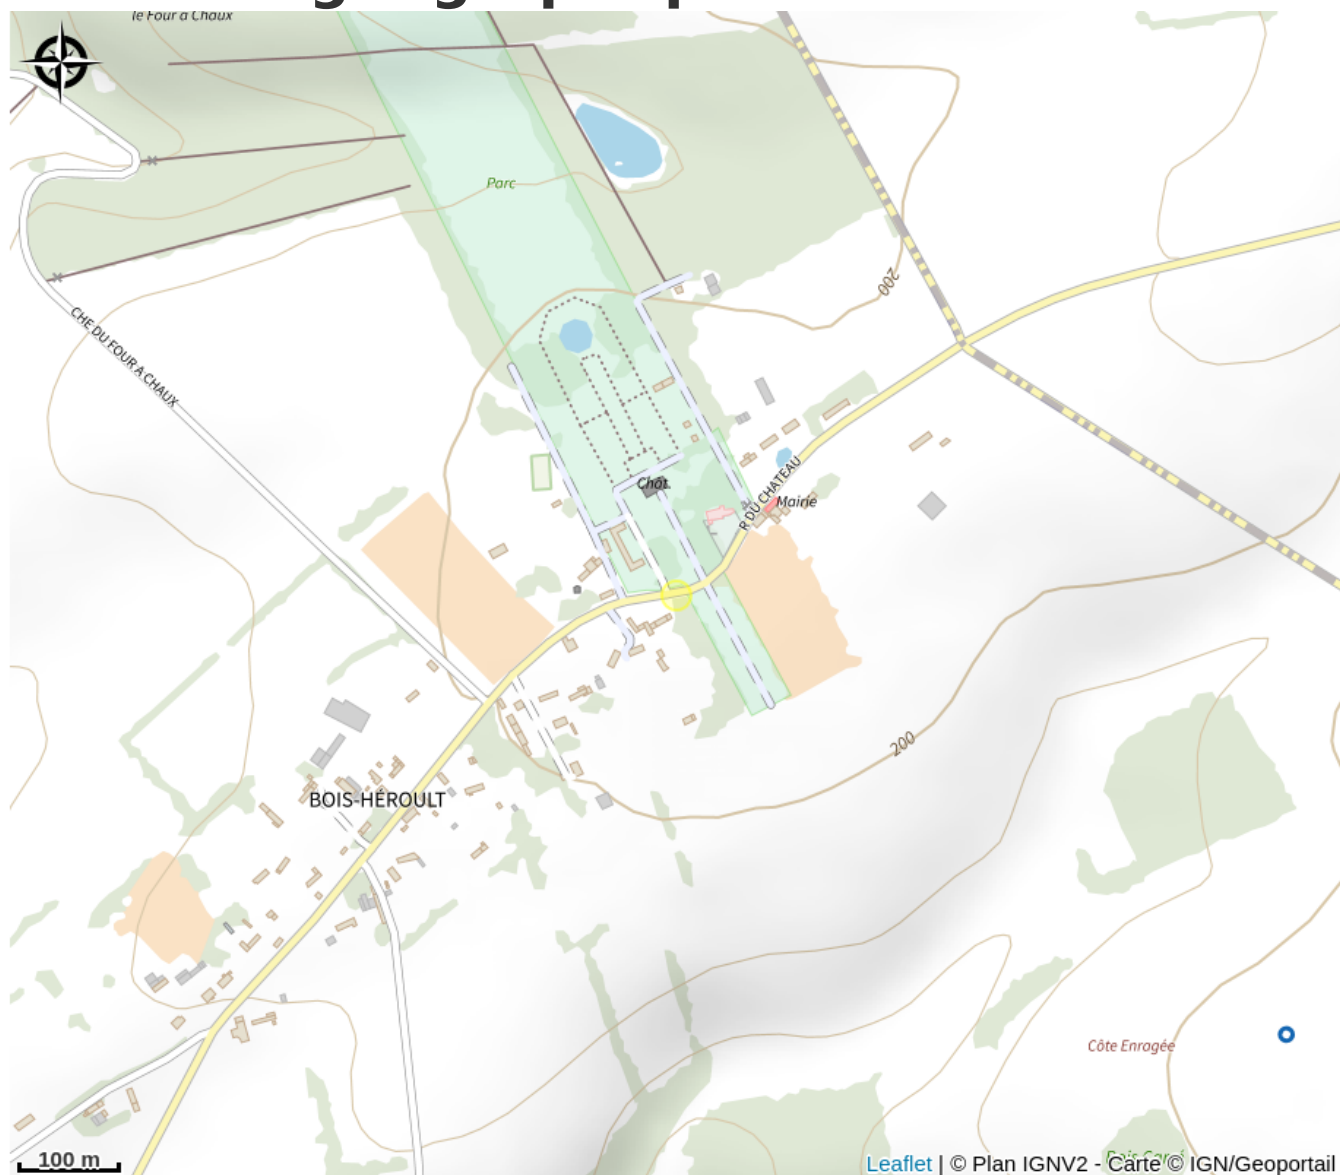 le Four à Chaux
Parc
200
CHE DU FOUR A CHAUX
Chât.
R DU CHATEAU
Mairie
200
BOIS-HÉROULT
Côte Enragée
100 m
Leaflet | © Plan IGNV2 - Carte © IGN/Geoportail